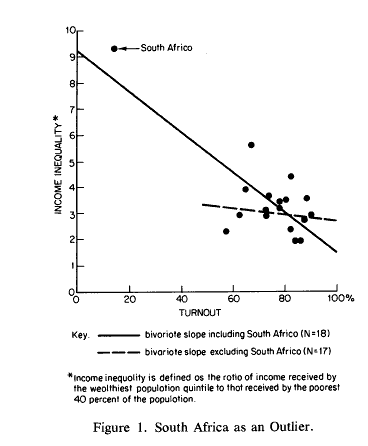 10
9
8
7
6
5
4
3
2
1
0
INCOME INEQUALITY*
South Africa
0
20
40
60
80
100%
TURNOUT
Key. bivariate slope including South Africa (N=18)
bivariate slope excluding South Africa (N=17)
*Income inequality is defined as the ratio of income received by
the wealthiest population quintile to that received by the poorest
40 percent of the population.
Figure 1. South Africa as an Outlier.